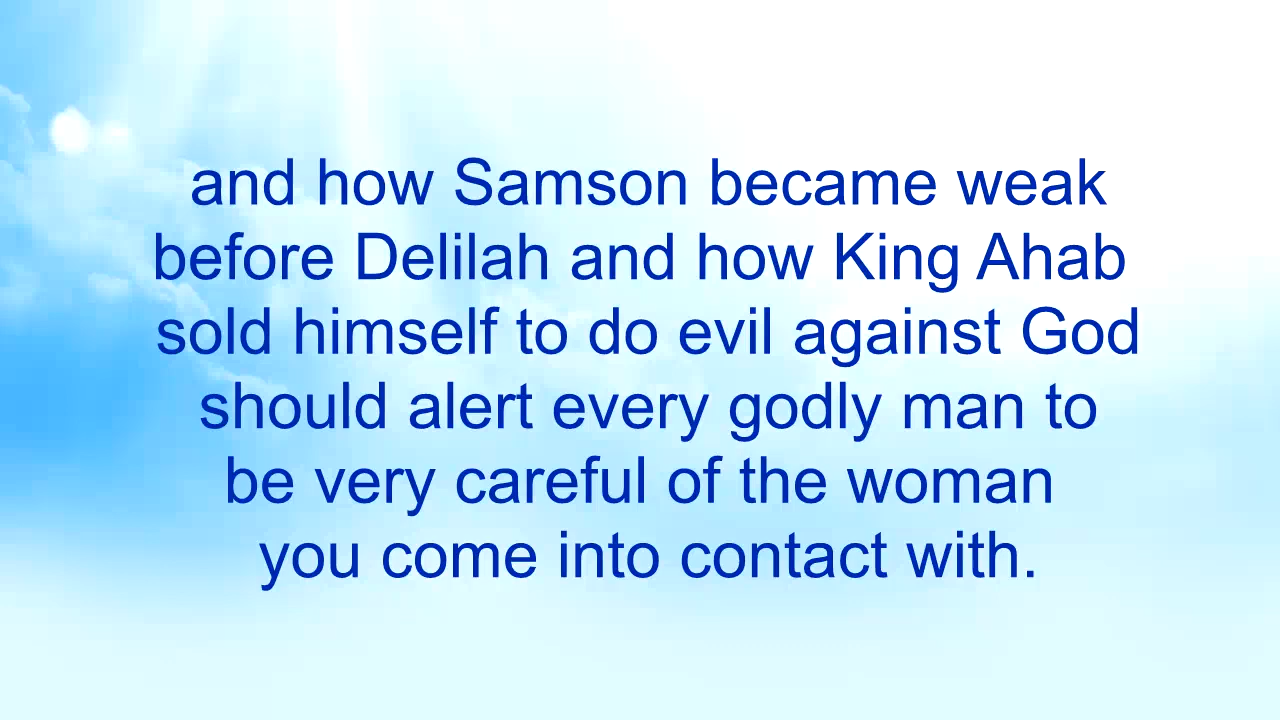 and how Samson became weak
before Delilah and how King Ahab
sold himself to do evil against God
should alert every godly man to
be very careful of the woman
you come into contact with.